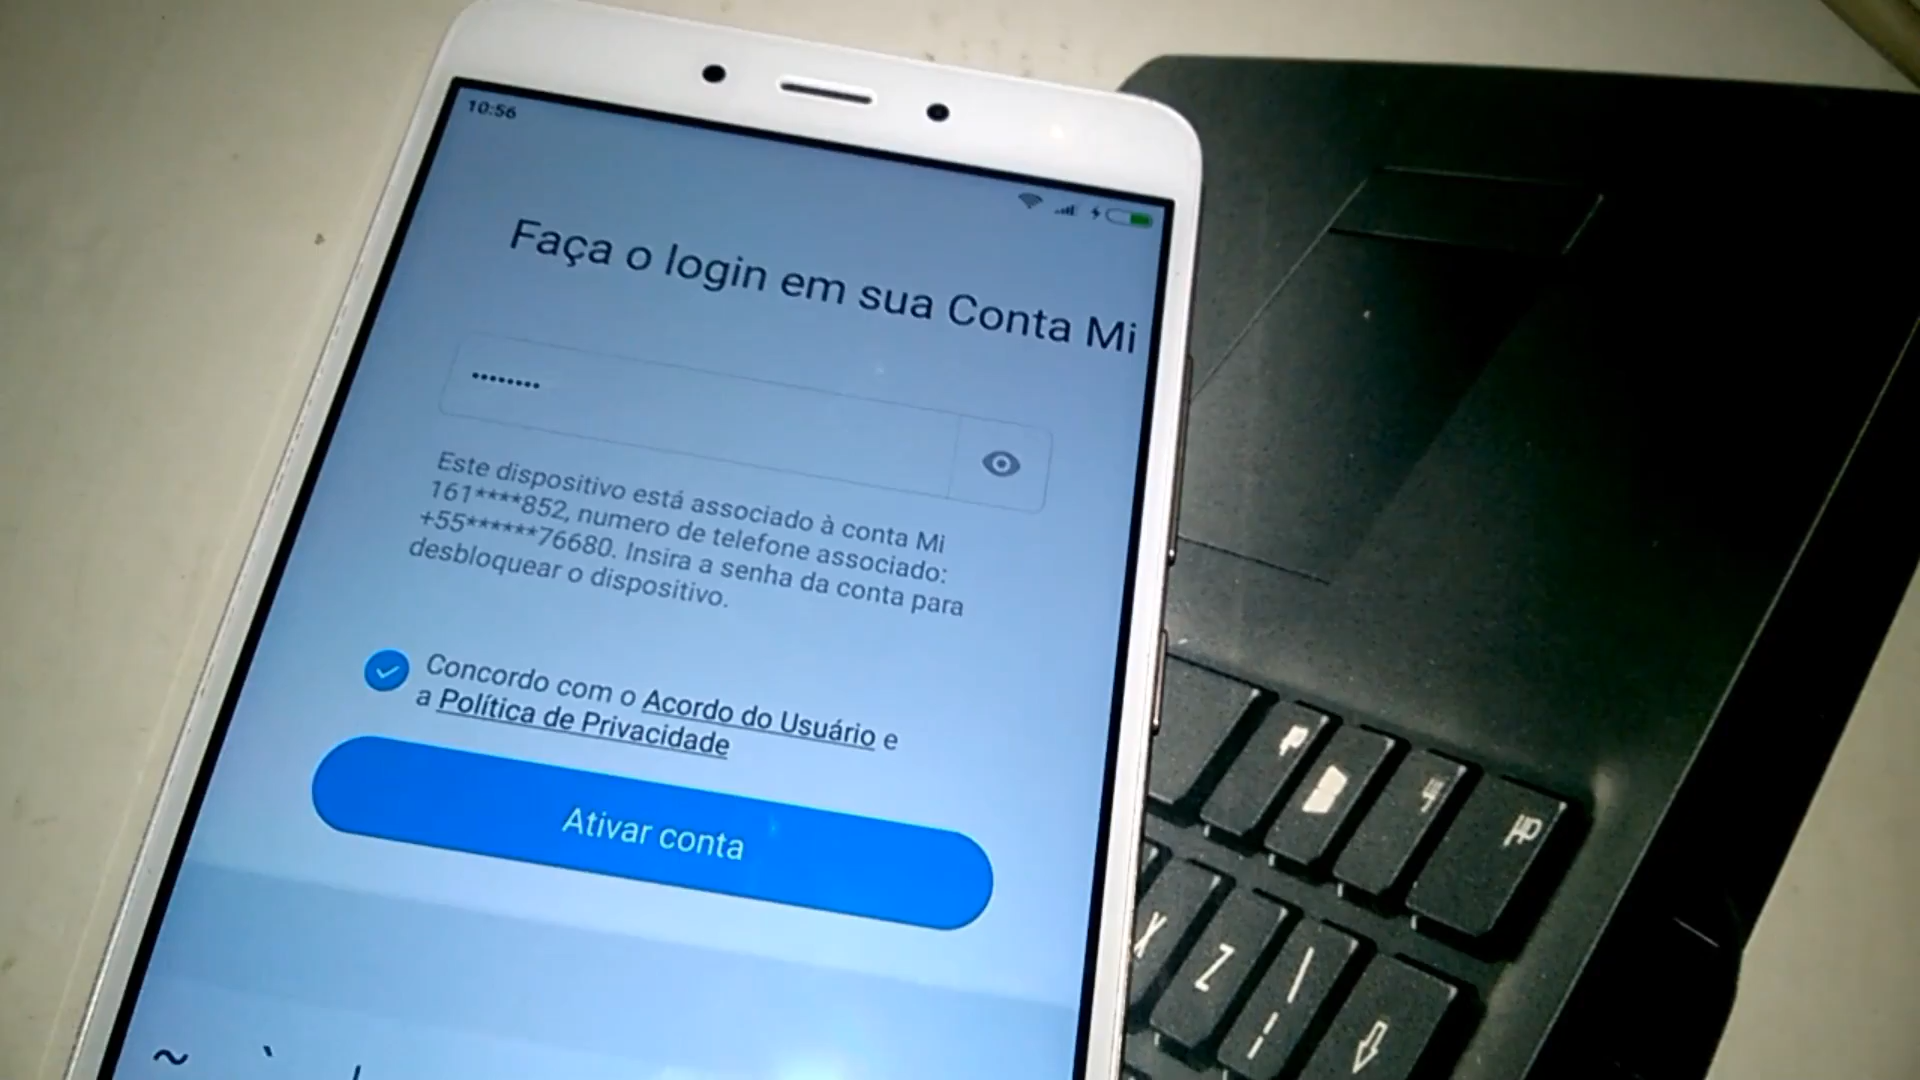 10:56
Faça o login em sua Conta Mi
••••••••
Este dispositivo está associado à conta Mi
161****852, numero de telefone associado:
+55******76680. Insira a senha da conta para
desbloquear o dispositivo.
Concordo com o Acordo do Usuário e
a Política de Privacidade
Ativar conta
~ `
X Z